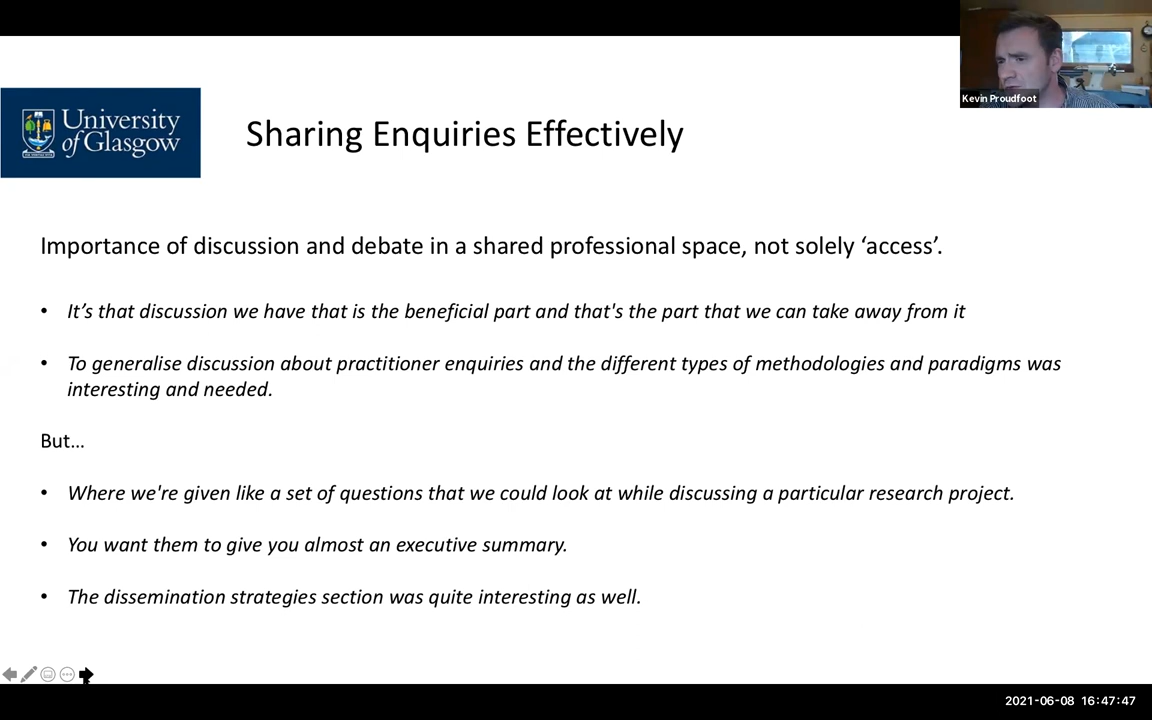 Kevin Proudfoot
University
of Glasgow
Sharing Enquiries Effectively
Importance of discussion and debate in a shared professional space, not solely ‘access’.
• It’s that discussion we have that is the beneficial part and that's the part that we can take away from it
• To generalise discussion about practitioner enquiries and the different types of methodologies and paradigms was
interesting and needed.
But…
• Where we're given like a set of questions that we could look at while discussing a particular research project.
• You want them to give you almost an executive summary.
• The dissemination strategies section was quite interesting as well.
2021-06-08 16:47:47